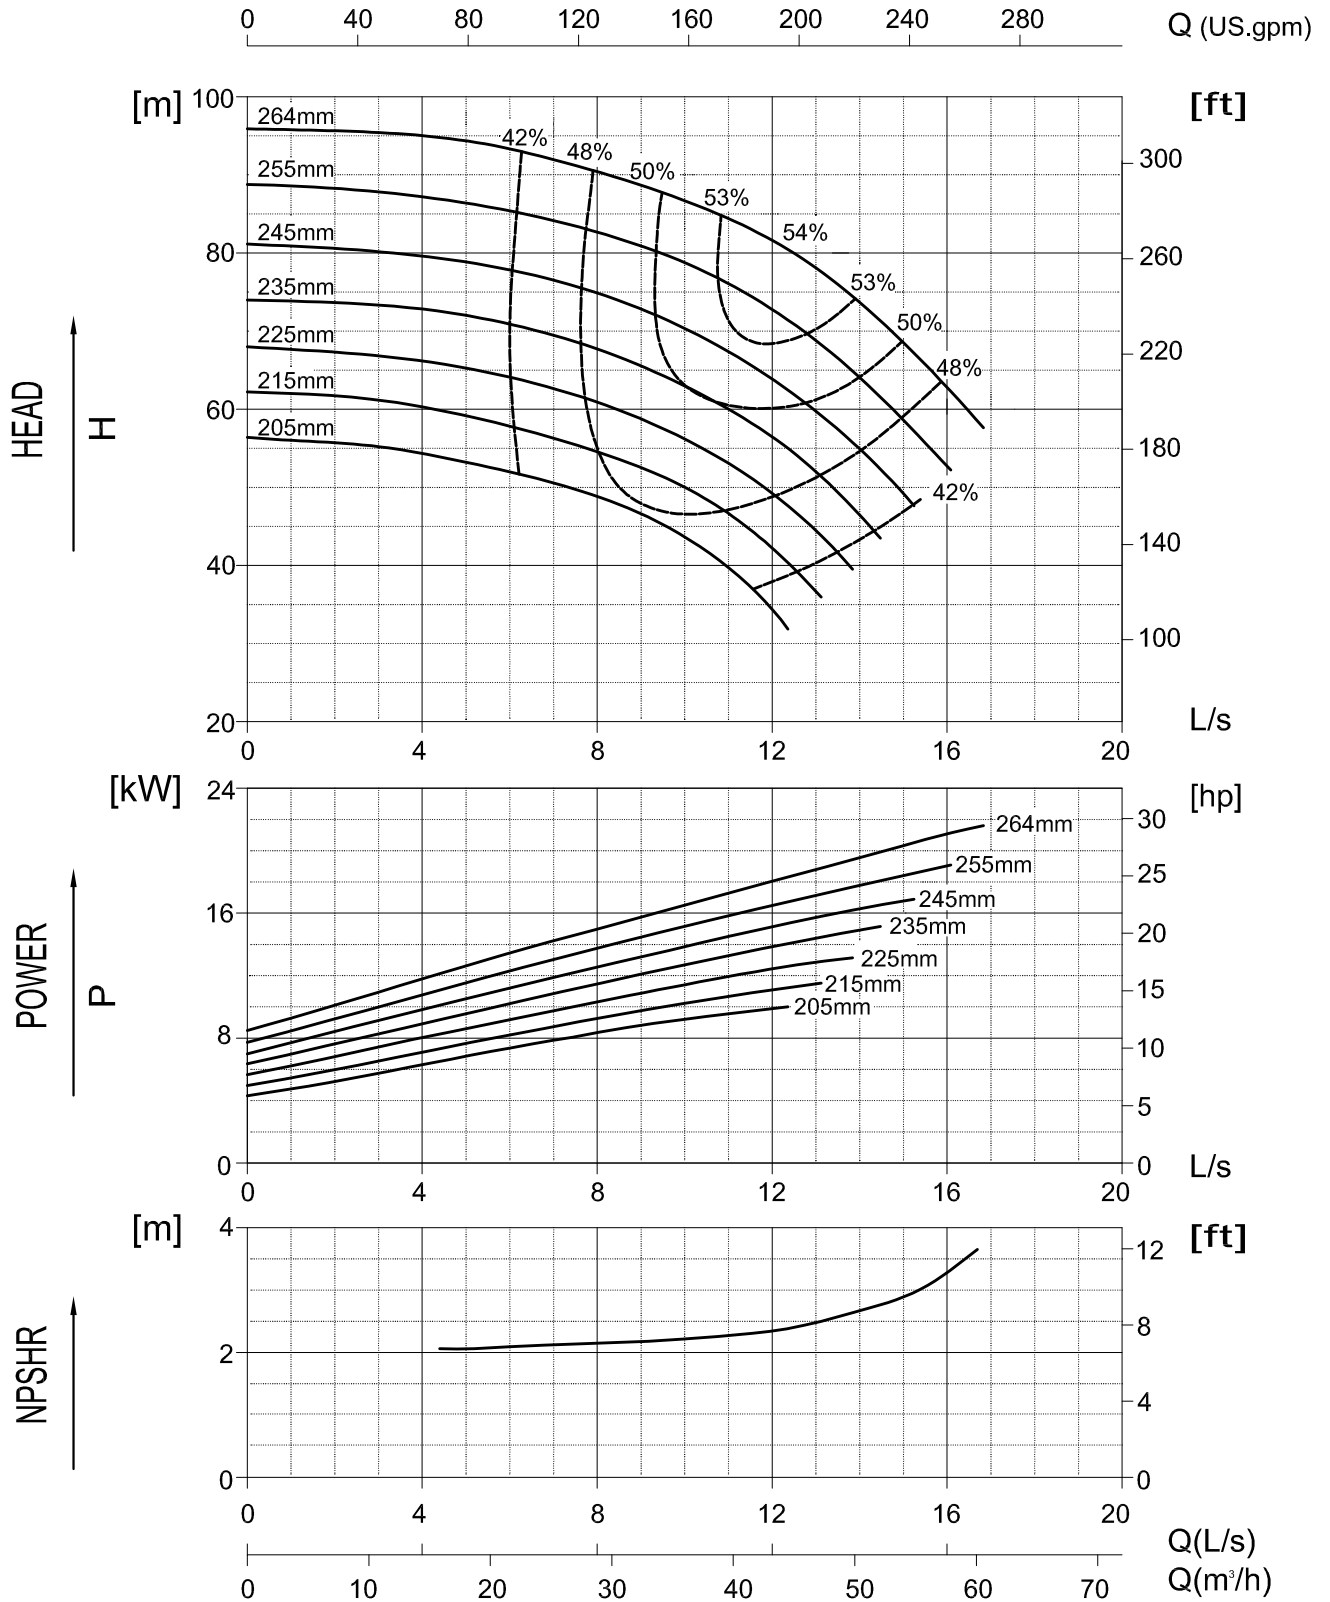 0 40 80 120 160 200 240 280 Q (US.gpm)
[m] 100 [ft]
264mm
42%
48%
300
255mm
50%
53%
245mm
54%
80
260
53%
235mm
50%
225mm
220
48%
215mm
60
205mm
180
42%
140
40
100
20
L/s
0 4 8 12 16 20
HEAD
H
[kW] 24 [hp]
30
264mm
255mm
25
245mm
16
235mm
20
225mm
215mm
15
205mm
8
10
5
0 0 L/s
0 4 8 12 16 20
POWER
P
[m] 4 [ft]
12
8
2
4
0 0
NPSHR
0 4 8 12 16 20
Q(L/s)
0 10 20 30 40 50 60 70 Q(m³/h)